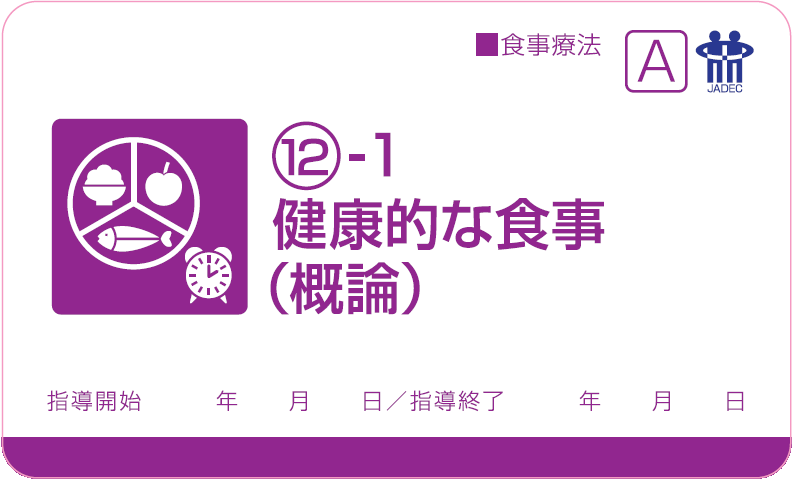 ■食事療法
A
JADEC
⑫-1
健康的な食事
(概論)
指導開始 年 月 日／指導終了 年 月 日